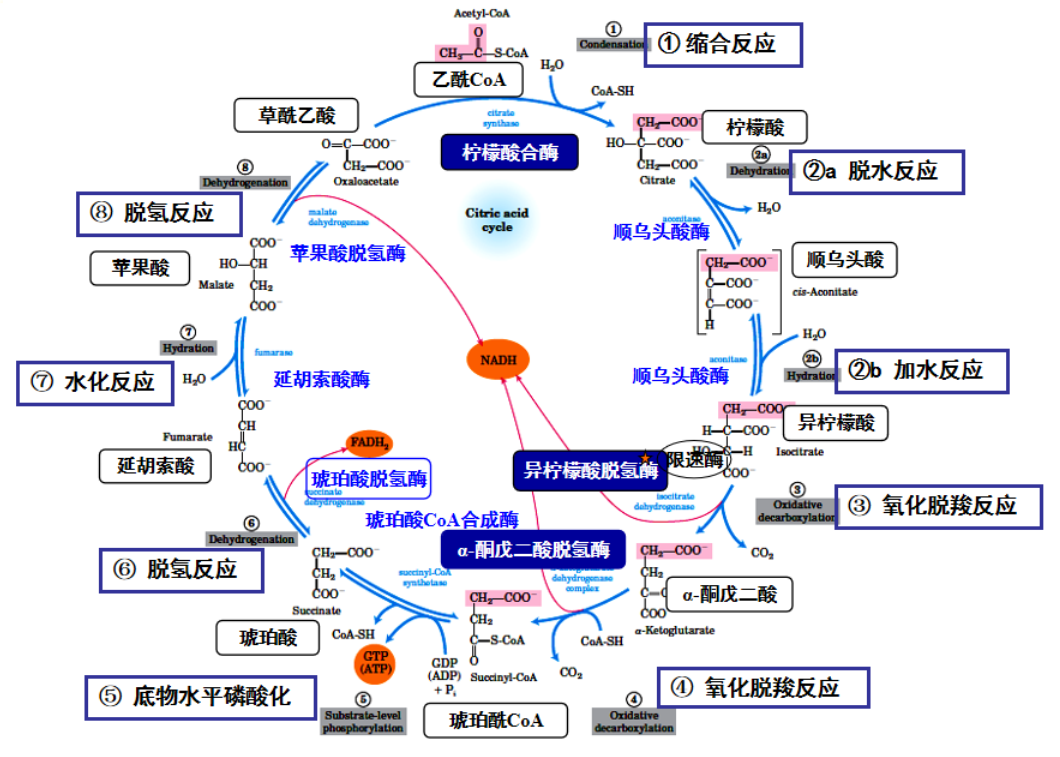 Acetyl-CoA
O
CH₃—C—S-CoA
乙酰CoA
①
Condensation
① 缩合反应
H₂O
CoA-SH
citrate
synthase
柠檬酸合酶
草酰乙酸
O=C—COO⁻
CH₂—COO⁻
Oxaloacetate
CH₂—COO⁻
HO—C—COO⁻
CH₂—COO⁻
Citrate
柠檬酸
2a
Dehydration
②a 脱水反应
H₂O
aconitase
顺乌头酸酶
Citric acid
cycle
⑧
Dehydrogenation
⑧ 脱氢反应
malate
dehydrogenase
苹果酸脱氢酶
CH₂—COO⁻
C—COO⁻
C—COO⁻
H
顺乌头酸
cis-Aconitate
苹果酸
COO⁻
HO—CH
CH₂
COO⁻
Malate
H₂O
aconitase
顺乌头酸酶
2b
Hydration
②b 加水反应
NADH
⑦
Hydration
⑦ 水化反应
H₂O
fumarase
延胡索酸酶
CH₂—COO
H—C—COO⁻
HO—C—H
COO⁻
异柠檬酸
Isocitrate
COO⁻
CH
HC
COO⁻
Fumarate
延胡索酸
FADH₂
琥珀酸脱氢酶
succinate
dehydrogenase
异柠檬酸脱氢酶
限速酶
isocitrate
dehydrogenase
③
Oxidative
decarboxylation
③ 氧化脱羧反应
CO₂
琥珀酸CoA合成酶
α-酮戊二酸脱氢酶
dehydrogenase
complex
⑥
Dehydrogenation
⑥ 脱氢反应
CH₂—COO⁻
CH₂
COO⁻
Succinate
琥珀酸
succinyl-CoA
synthetase
CH₂—COO⁻
CH₂
C
COO
α-酮戊二酸
α-Ketoglutarate
CH₂—COO⁻
CH₂
C—S-CoA
O
Succinyl-CoA
琥珀酰CoA
CoA-SH
GTP
(ATP)
GDP
(ADP)
+ Pᵢ
CoA-SH
CO₂
⑤
Substrate-level
phosphorylation
⑤ 底物水平磷酸化
④
Oxidative
decarboxylation
④ 氧化脱羧反应